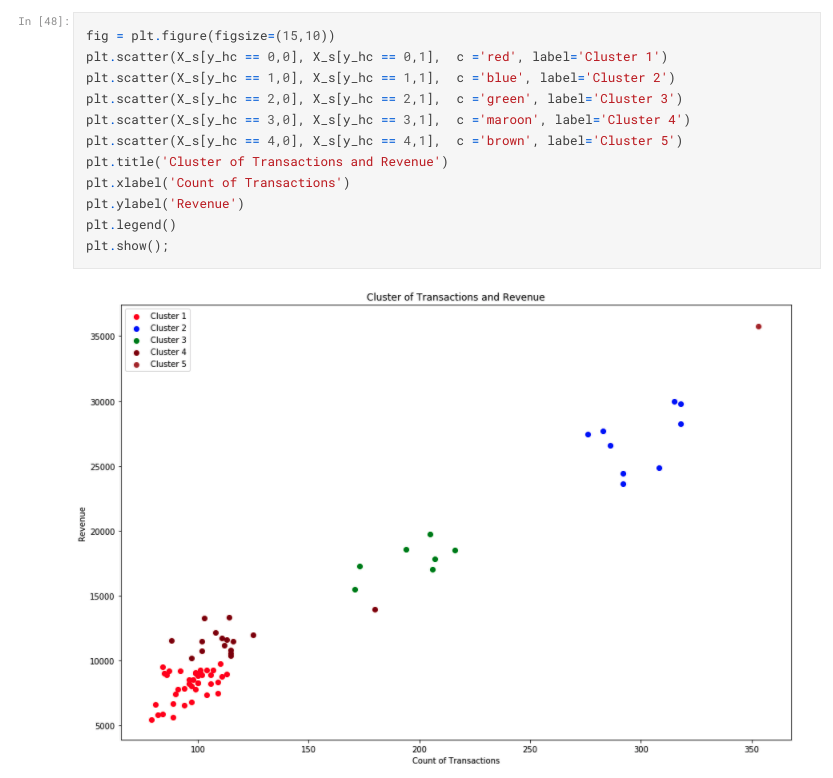 In [48]:
fig = plt.figure(figsize=(15,10))
plt.scatter(X_s[y_hc == 0,0], X_s[y_hc == 0,1],  c ='red', label='Cluster 1')
plt.scatter(X_s[y_hc == 1,0], X_s[y_hc == 1,1],  c ='blue', label='Cluster 2')
plt.scatter(X_s[y_hc == 2,0], X_s[y_hc == 2,1],  c ='green', label='Cluster 3')
plt.scatter(X_s[y_hc == 3,0], X_s[y_hc == 3,1],  c ='maroon', label='Cluster 4')
plt.scatter(X_s[y_hc == 4,0], X_s[y_hc == 4,1],  c ='brown', label='Cluster 5')
plt.title('Cluster of Transactions and Revenue')
plt.xlabel('Count of Transactions')
plt.ylabel('Revenue')
plt.legend()
plt.show();
Cluster of Transactions and Revenue
Cluster 1
Cluster 2
Cluster 3
Cluster 4
Cluster 5
35000
30000
25000
20000
15000
10000
5000
Revenue
100 150 200 250 300 350
Count of Transactions